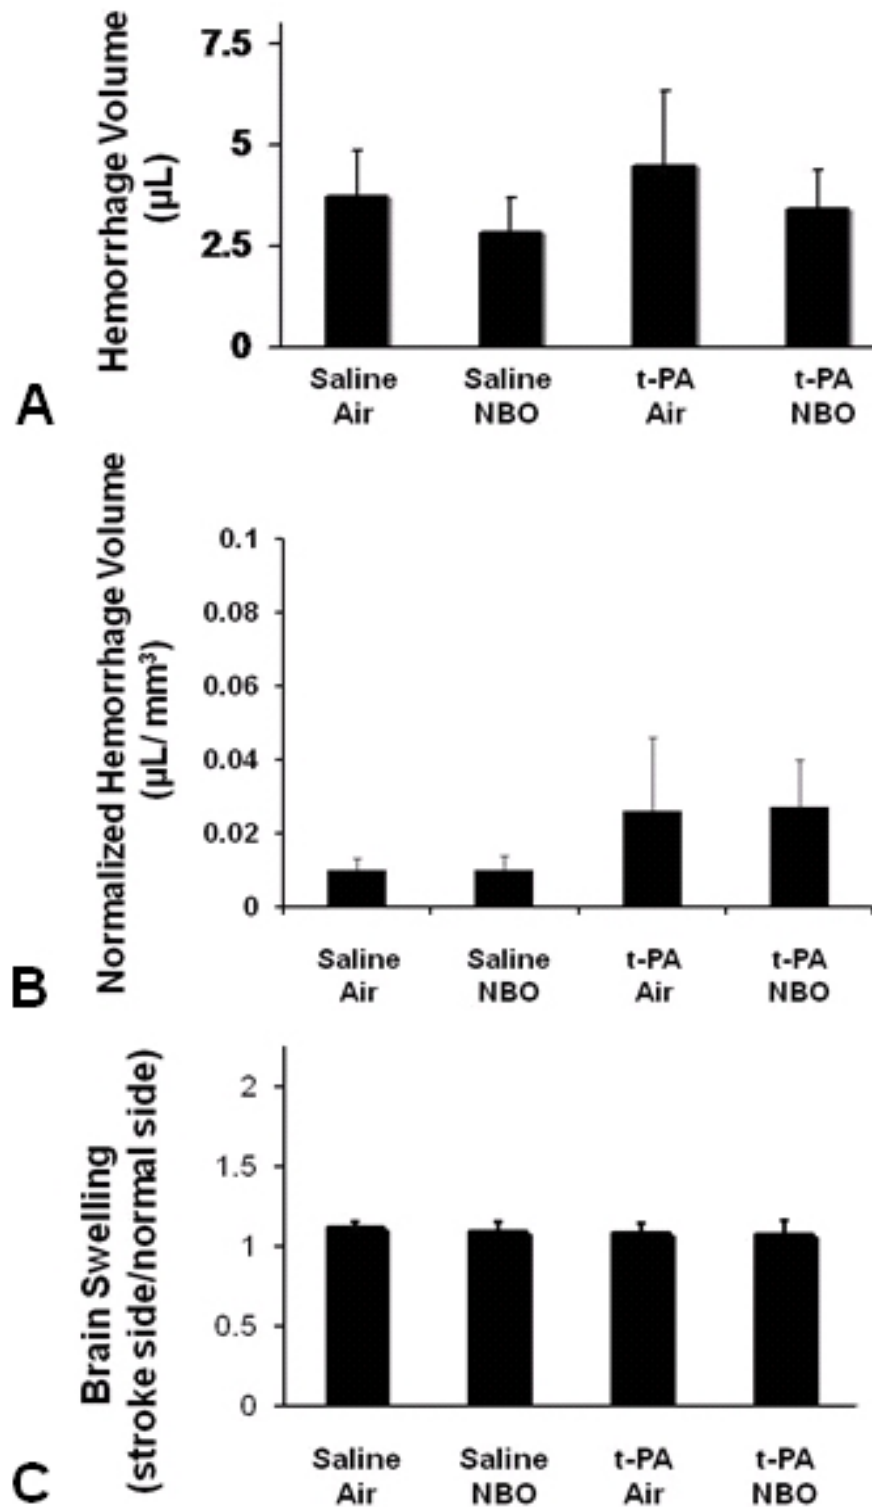 Hemorrhage Volume
(µL)
7.5
5
2.5
0
Saline Air
Saline NBO
t-PA Air
t-PA NBO
A
Normalized Hemorrhage Volume
(µL/ mm³)
0.1
0.08
0.06
0.04
0.02
0
Saline Air
Saline NBO
t-PA Air
t-PA NBO
B
Brain Swelling
(stroke side/normal side)
2
1.5
1
0.5
0
Saline Air
Saline NBO
t-PA Air
t-PA NBO
C